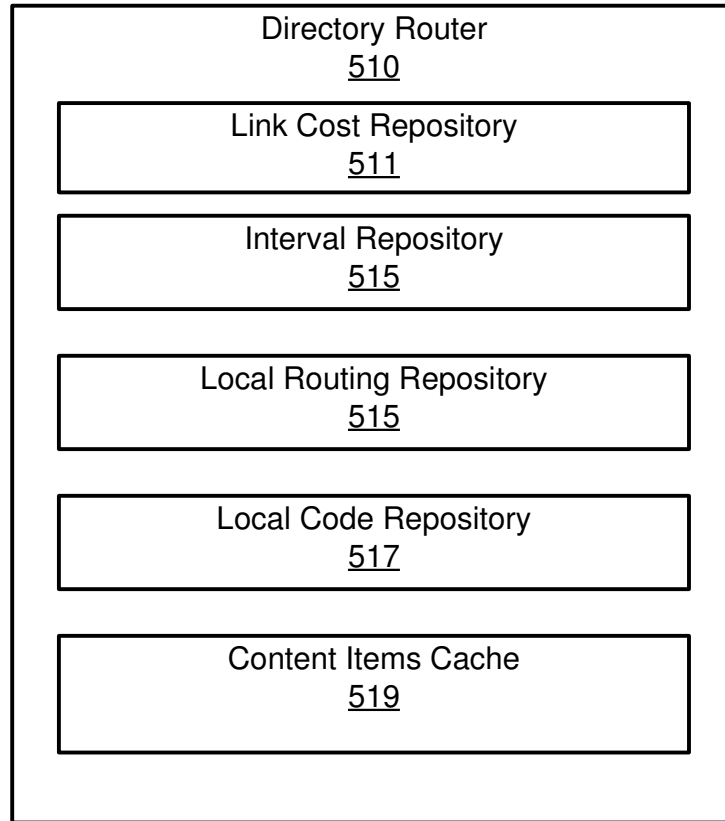 Directory Router
510
Link Cost Repository
511
Interval Repository
515
Local Routing Repository
515
Local Code Repository
517
Content Items Cache
519